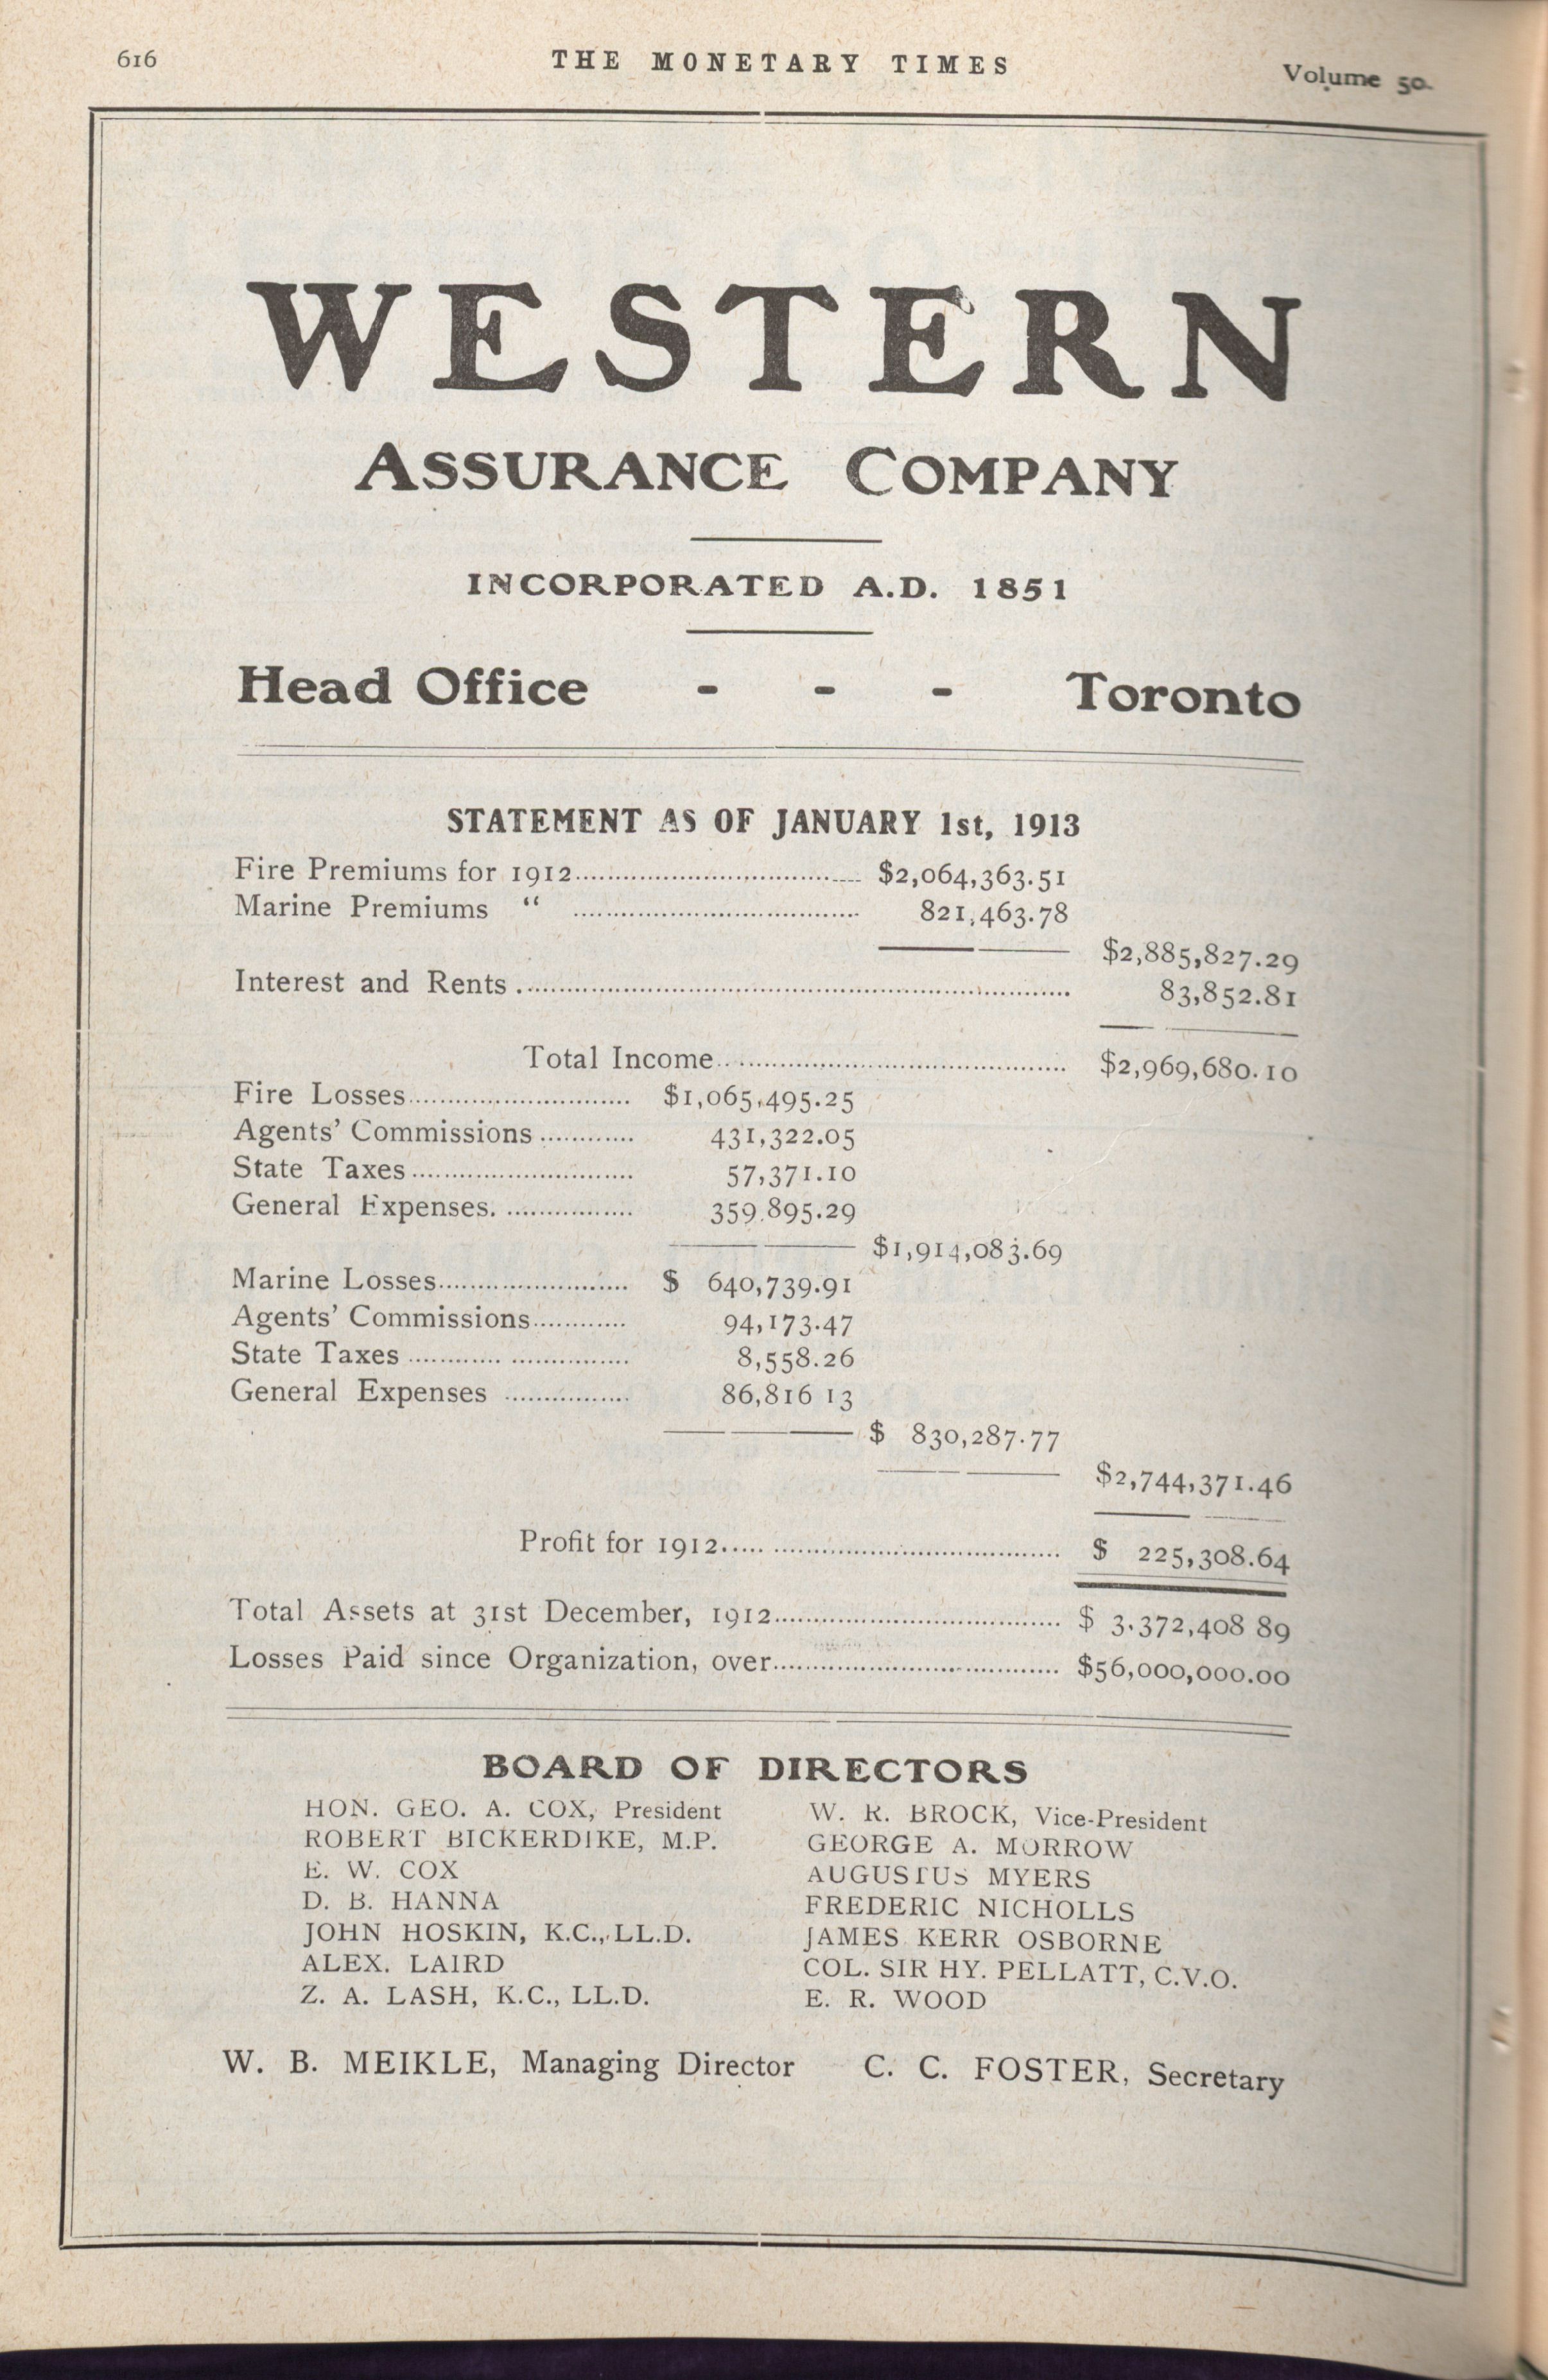 616
THE MONETARY TIMES
Volume 50.
WESTERN
ASSURANCE COMPANY
INCORPORATED A.D. 1851
Head Office - - - Toronto
STATEMENT AS OF JANUARY 1st, 1913
Fire Premiums for 1912 $2,064,363.51
Marine Premiums “ 821,463.78
$2,885,827.29
Interest and Rents 83,852.81
Total Income $2,969,680.10
Fire Losses $1,065,495.25
Agents’ Commissions 431,322.05
State Taxes 57,371.10
General Expenses. 359.895.29
$1,914,083.69
Marine Losses $ 640,739.91
Agents’ Commissions 94,173.47
State Taxes 8,558.26
General Expenses 86,816 13
$ 830,287.77
$2,744,371.46
Profit for 1912 $ 225,308.64
Total Assets at 31st December, 1912 $ 3.372,408 89
Losses Paid since Organization, over $56,000,000.00
BOARD OF DIRECTORS
HON. GEO. A. COX, President W. R. BROCK, Vice-President
ROBERT BICKERDIKE, M.P. GEORGE A. MORROW
E. W. COX AUGUSTUS MYERS
D. B. HANNA FREDERIC NICHOLLS
JOHN HOSKIN, K.C., LL.D. JAMES KERR OSBORNE
ALEX. LAIRD COL. SIR HY. PELLATT, C.V.O.
Z. A. LASH, K.C., LL.D. E. R. WOOD
W. B. MEIKLE, Managing Director C. C. FOSTER, Secretary